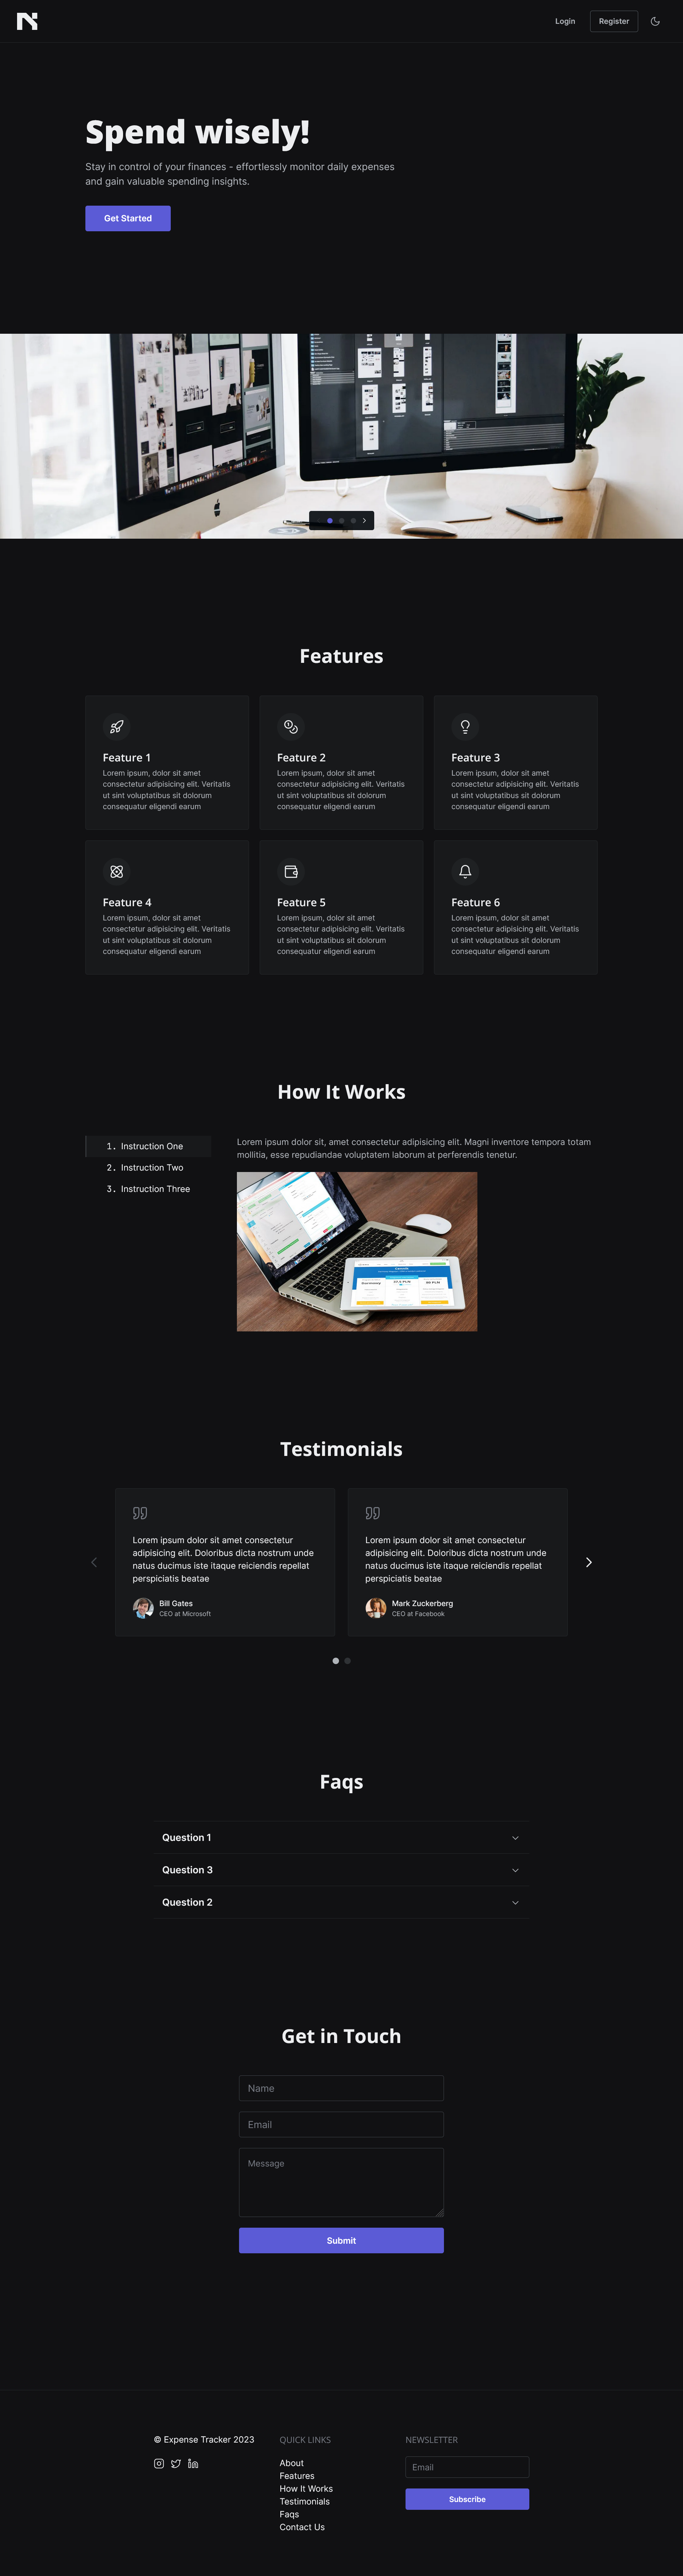 Login
Register
Spend wisely!
Stay in control of your finances - effortlessly monitor daily expenses
and gain valuable spending insights.
Get Started
Features
Feature 1
Lorem ipsum, dolor sit amet
consectetur adipisicing elit. Veritatis
ut sint voluptatibus sit dolorum
consequatur eligendi earum
Feature 2
Lorem ipsum, dolor sit amet
consectetur adipisicing elit. Veritatis
ut sint voluptatibus sit dolorum
consequatur eligendi earum
Feature 3
Lorem ipsum, dolor sit amet
consectetur adipisicing elit. Veritatis
ut sint voluptatibus sit dolorum
consequatur eligendi earum
Feature 4
Lorem ipsum, dolor sit amet
consectetur adipisicing elit. Veritatis
ut sint voluptatibus sit dolorum
consequatur eligendi earum
Feature 5
Lorem ipsum, dolor sit amet
consectetur adipisicing elit. Veritatis
ut sint voluptatibus sit dolorum
consequatur eligendi earum
Feature 6
Lorem ipsum, dolor sit amet
consectetur adipisicing elit. Veritatis
ut sint voluptatibus sit dolorum
consequatur eligendi earum
How It Works
1. Instruction One
2. Instruction Two
3. Instruction Three
Lorem ipsum dolor sit, amet consectetur adipisicing elit. Magni inventore tempora totam
mollitia, esse repudiandae voluptatem laborum at perferendis tenetur.
Testimonials
Lorem ipsum dolor sit amet consectetur
adipisicing elit. Doloribus dicta nostrum unde
natus ducimus iste itaque reiciendis repellat
perspiciatis beatae
Bill Gates
CEO at Microsoft
Lorem ipsum dolor sit amet consectetur
adipisicing elit. Doloribus dicta nostrum unde
natus ducimus iste itaque reiciendis repellat
perspiciatis beatae
Mark Zuckerberg
CEO at Facebook
Faqs
Question 1
Question 3
Question 2
Get in Touch
Name
Email
Message
Submit
© Expense Tracker 2023
QUICK LINKS
About
Features
How It Works
Testimonials
Faqs
Contact Us
NEWSLETTER
Email
Subscribe